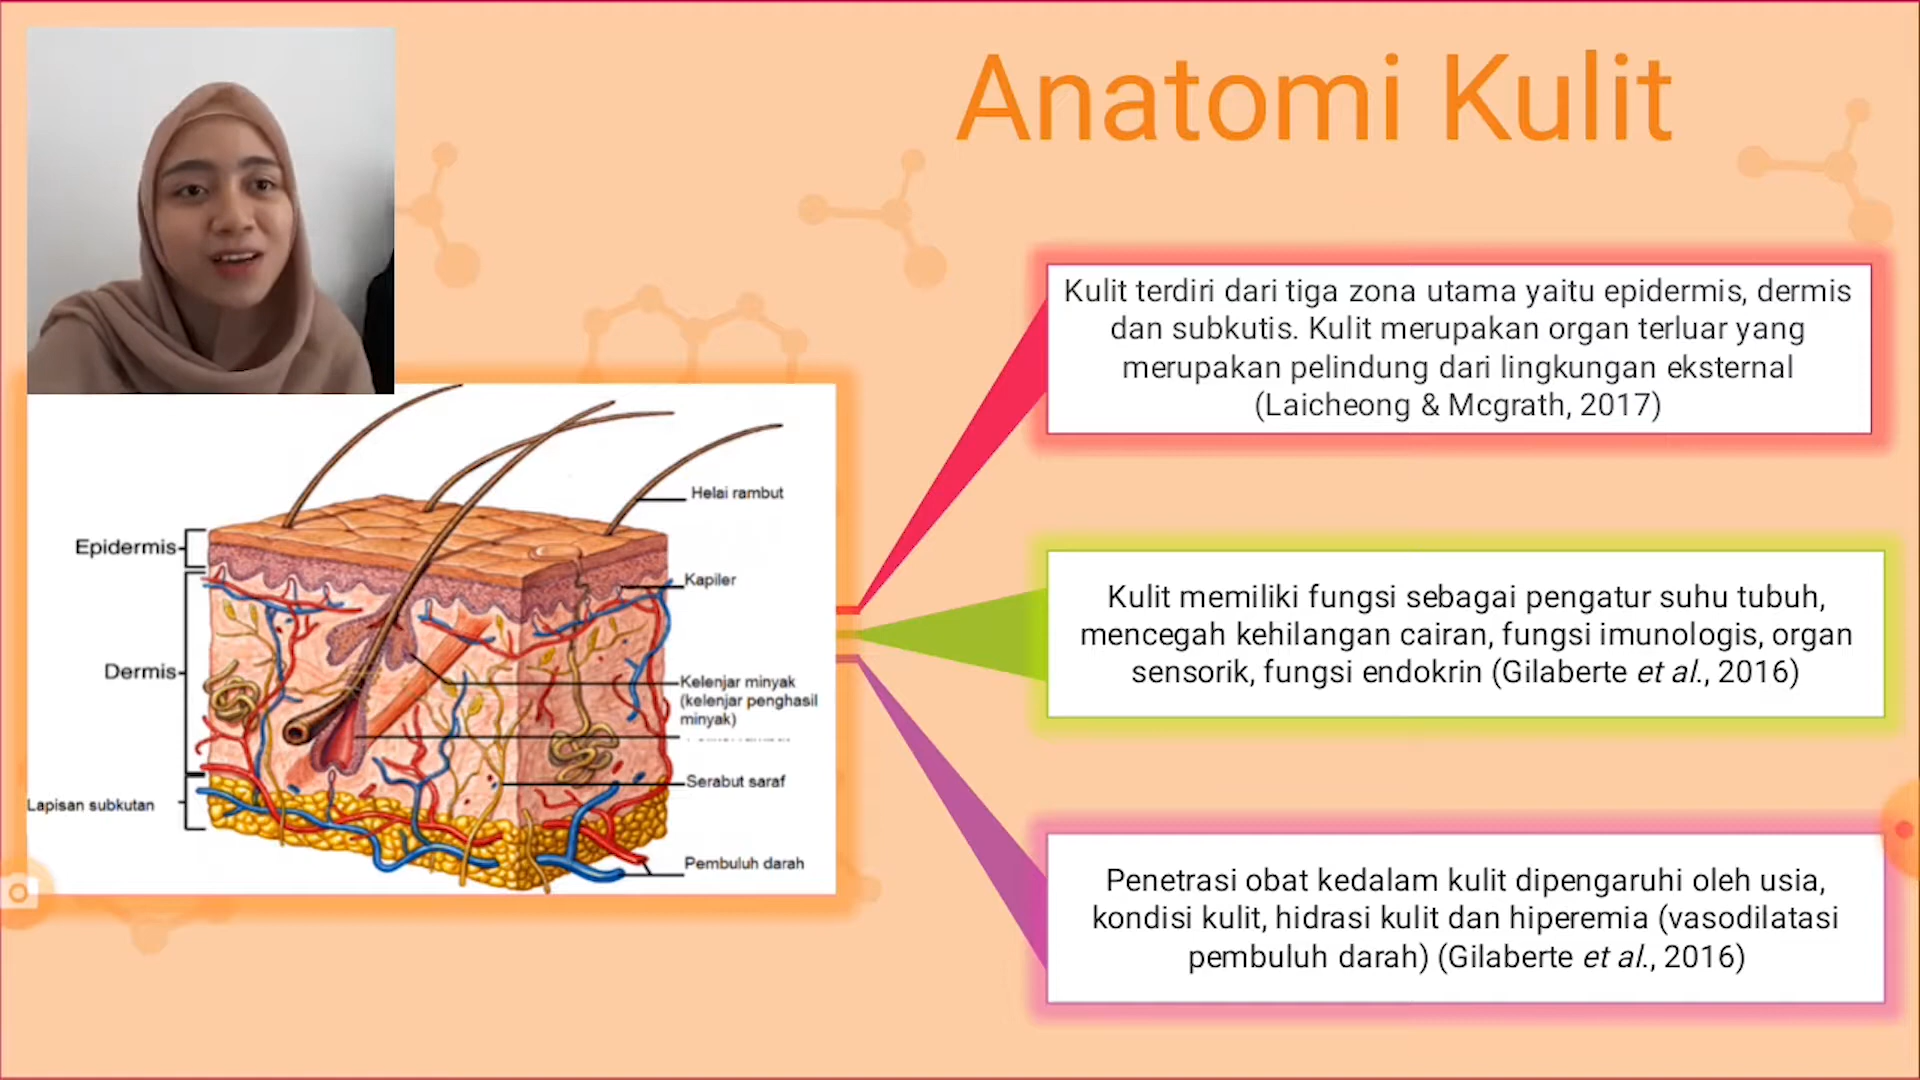 Anatomi Kulit
Kulit terdiri dari tiga zona utama yaitu epidermis, dermis
dan subkutis. Kulit merupakan organ terluar yang
merupakan pelindung dari lingkungan eksternal
(Laicheong & Mcgrath, 2017)
Kulit memiliki fungsi sebagai pengatur suhu tubuh,
mencegah kehilangan cairan, fungsi imunologis, organ
sensorik, fungsi endokrin (Gilaberte et al., 2016)
Penetrasi obat kedalam kulit dipengaruhi oleh usia,
kondisi kulit, hidrasi kulit dan hiperemia (vasodilatasi
pembuluh darah) (Gilaberte et al., 2016)
Epidermis
Dermis
Lapisan subkutan
Helai rambut
Kapiler
Kelenjar minyak
(kelenjar penghasil
minyak)
Serabut saraf
Pembuluh darah